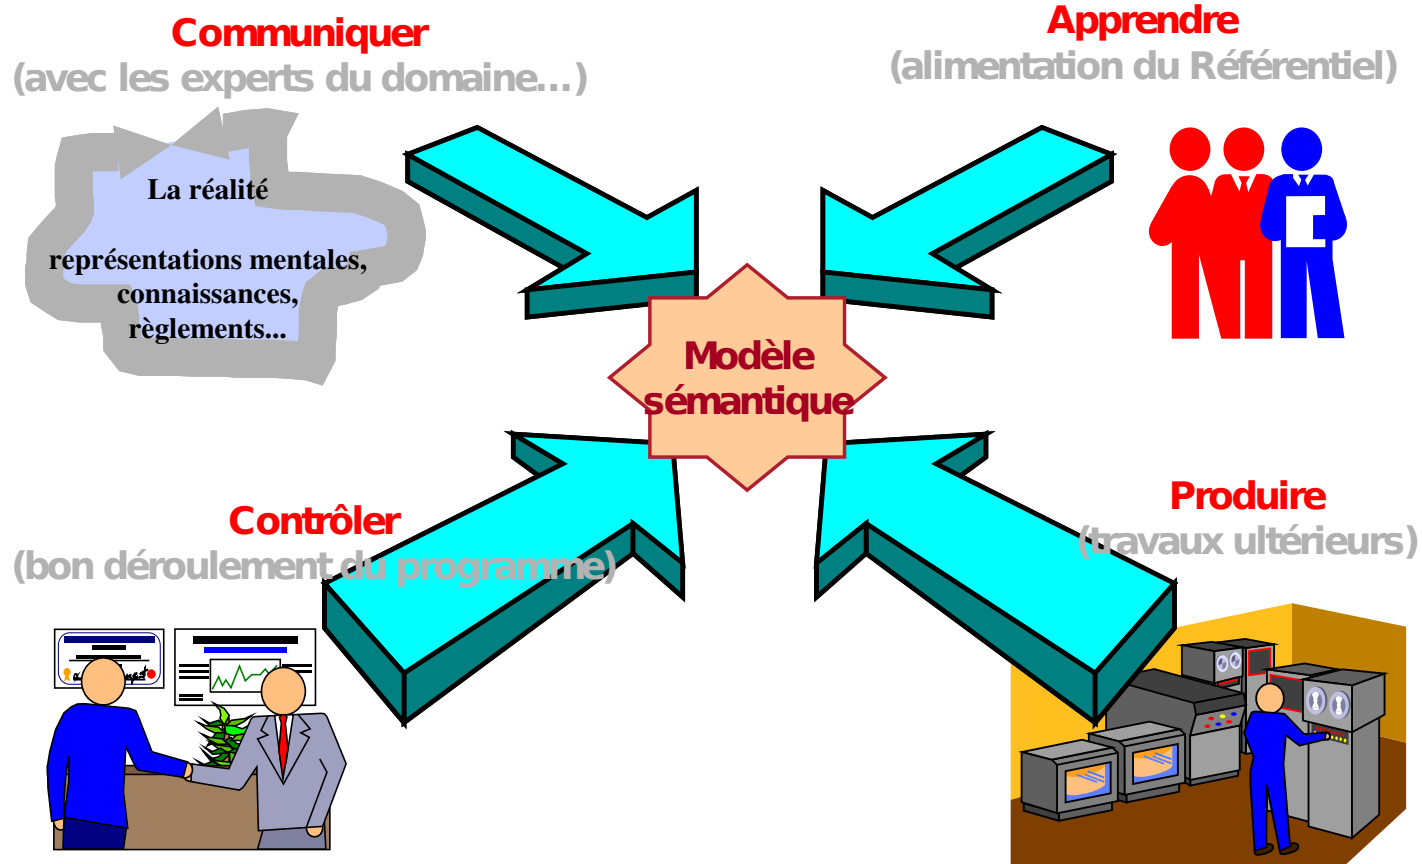 Communiquer
(avec les experts du domaine...)
Apprendre
(alimentation du Référentiel)
La réalité
représentations mentales,
connaissances,
règlements...
Modèle
sémantique
Contrôler
(bon déroulement du programme)
Produire
(travaux ultérieurs)